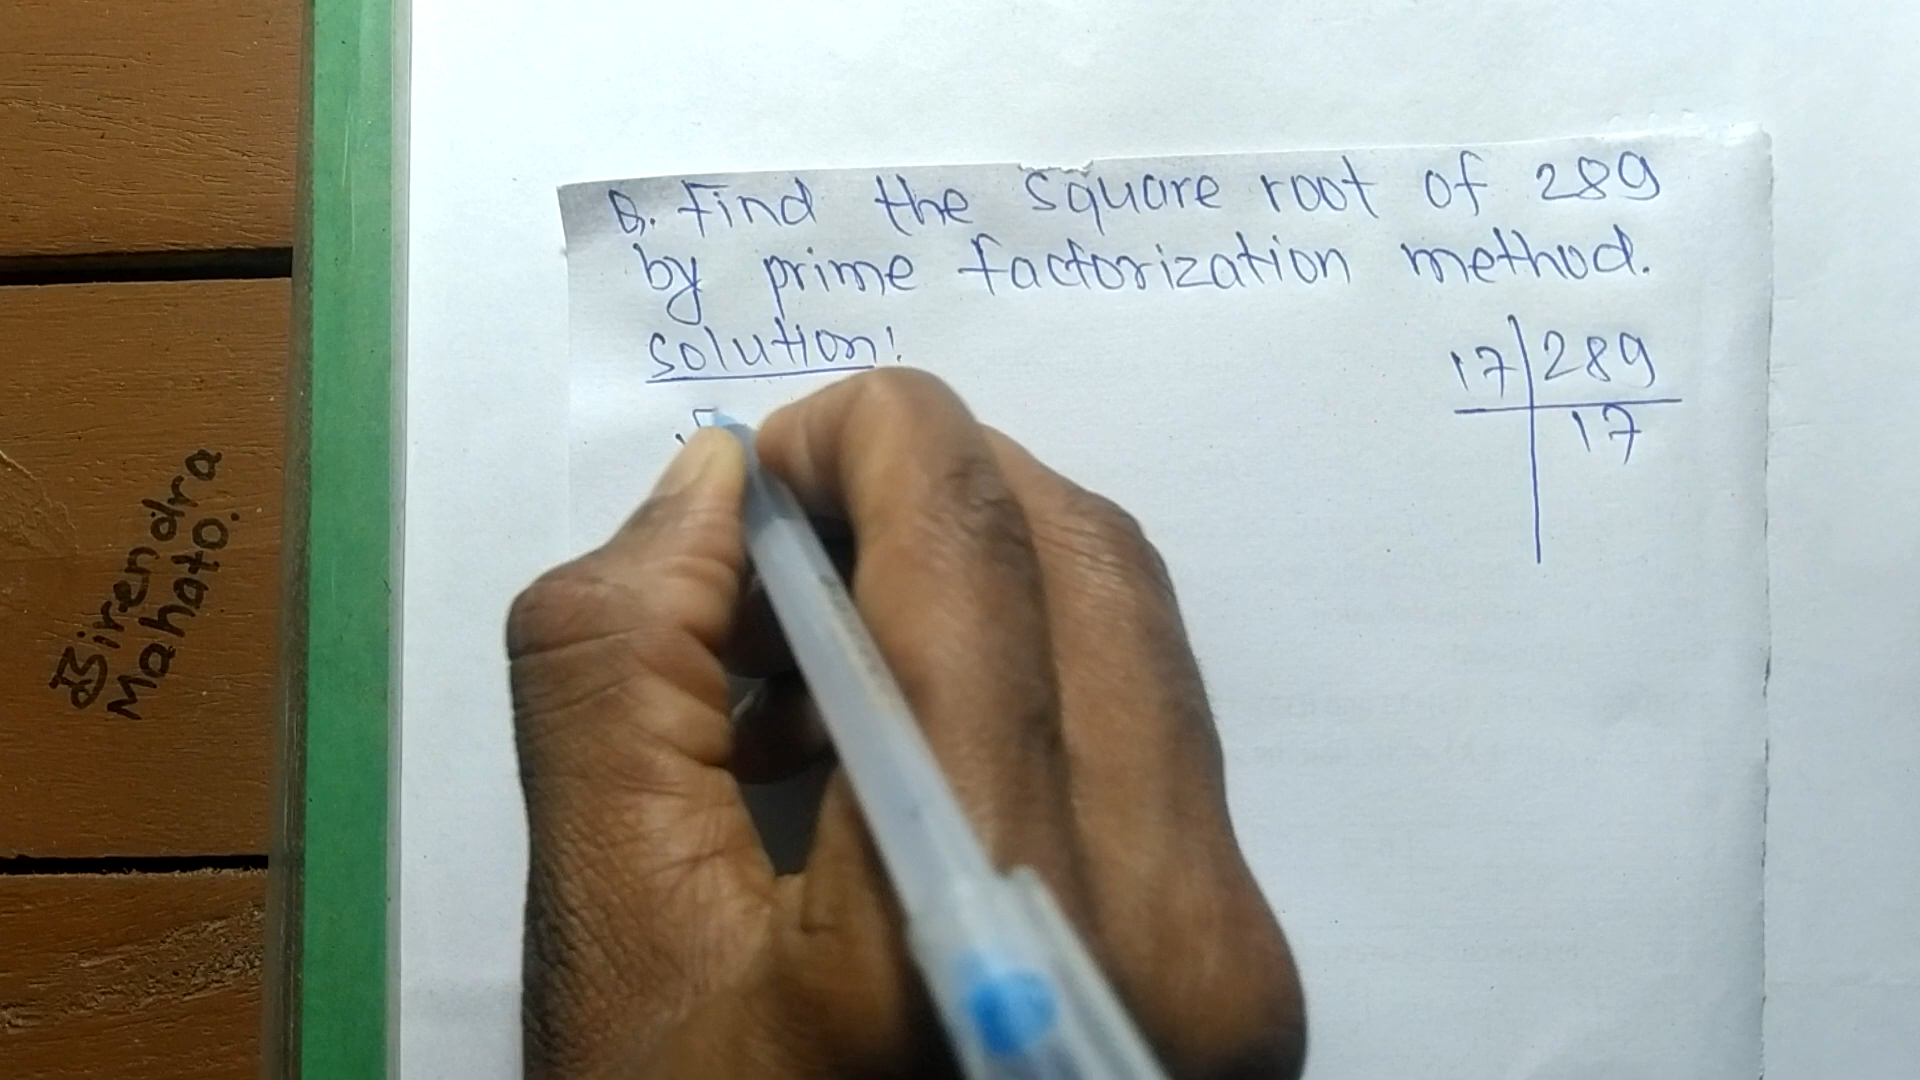 Q. Find the square root of 289
by prime factorization method.
Solution:
17 289
17
Birendra
Mahato.